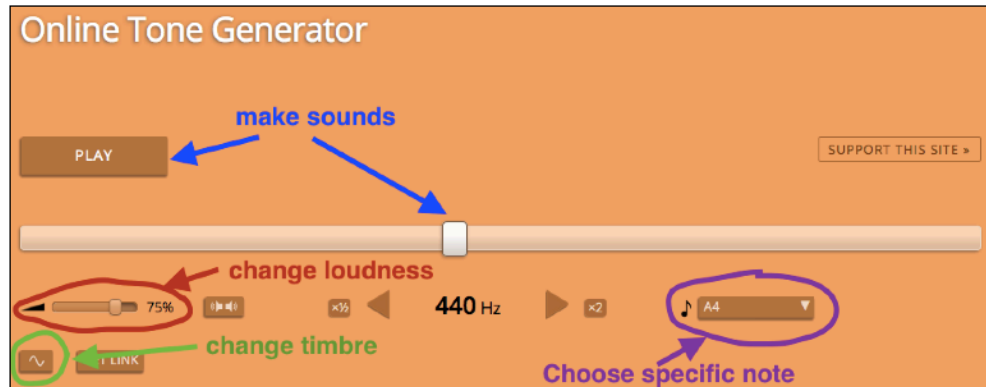 Online Tone Generator
make sounds
PLAY
SUPPORT THIS SITE »
change loudness
75%
×½
440 Hz
×2
A4
change timbre
LINK
Choose specific note